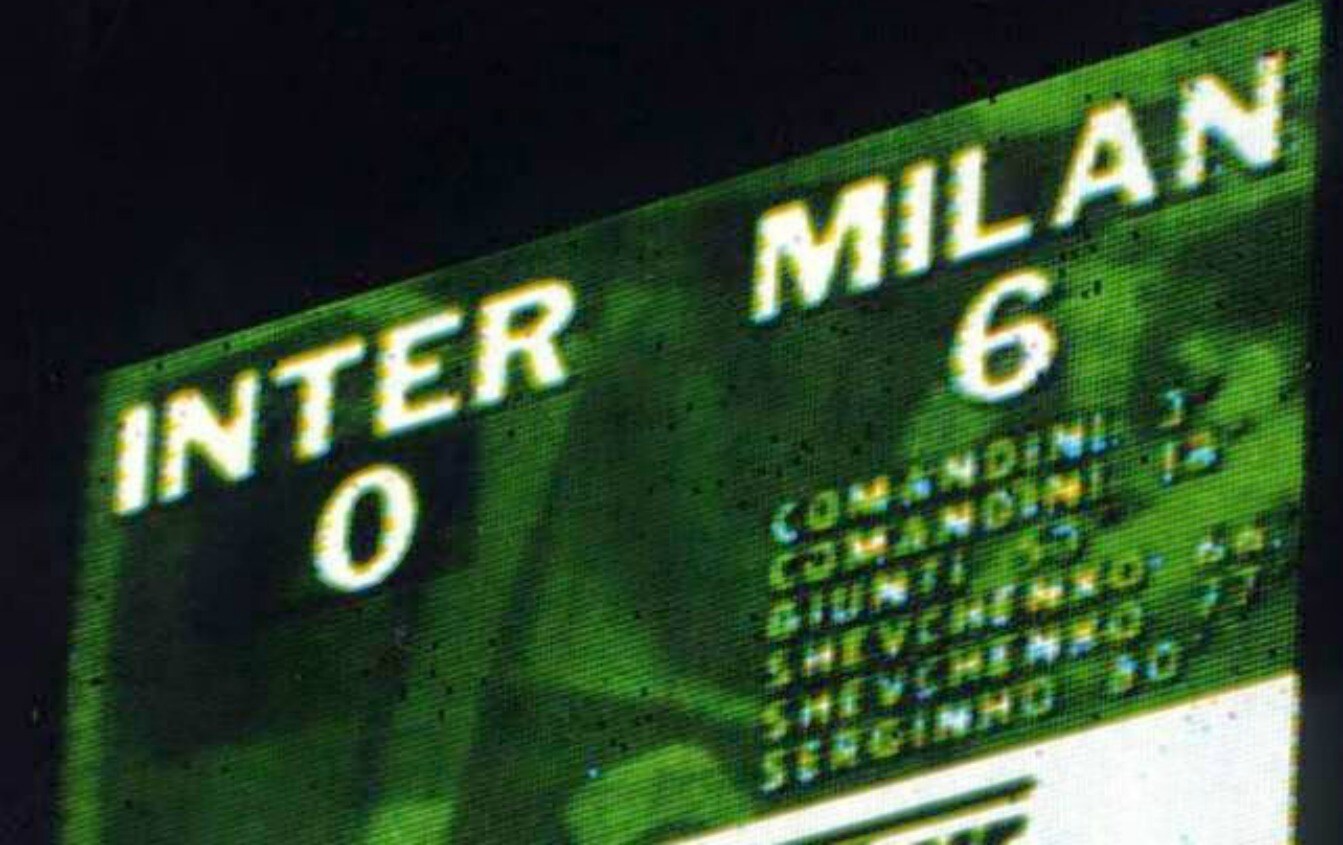 INTER MILAN
0 6
COMANDINI 3
COMANDINI 19
GIUNTI 53
SHEVCHENKO 66
SHEVCHENKO 77
SERGINHO 80